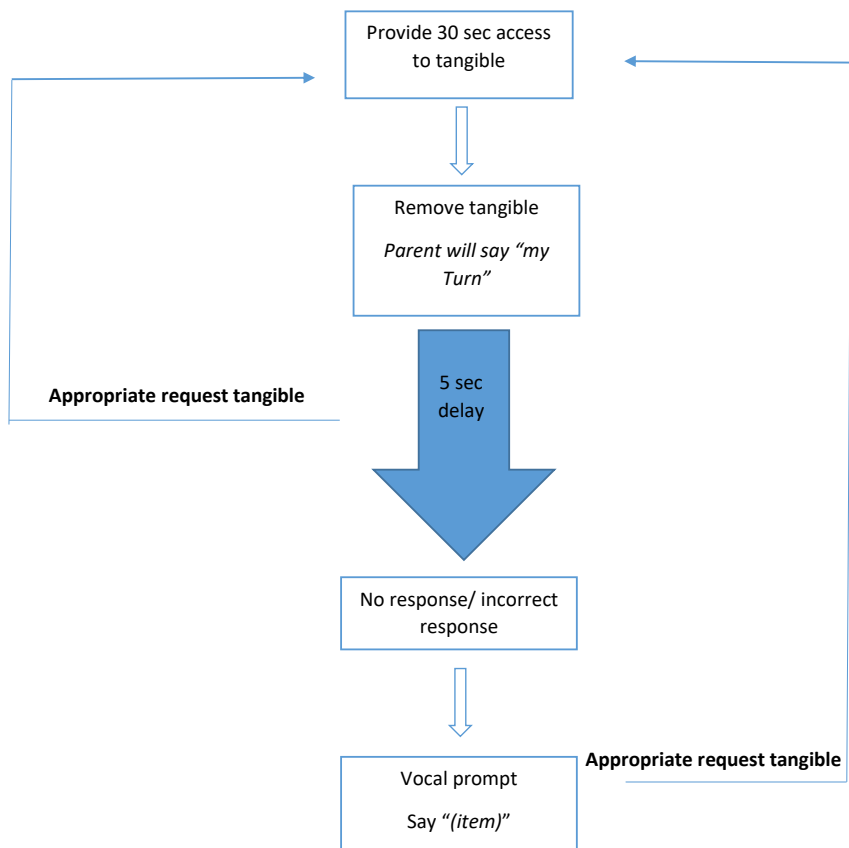 Provide 30 sec access
to tangible
Remove tangible
Parent will say “my
Turn”
5 sec
delay
Appropriate request tangible
No response/ incorrect
response
Appropriate request tangible
Vocal prompt
Say “(item)”